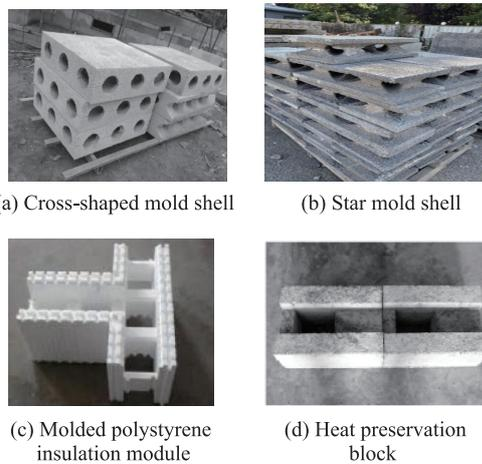 (a) Cross-shaped mold shell
(b) Star mold shell
(c) Molded polystyrene
insulation module
(d) Heat preservation
block